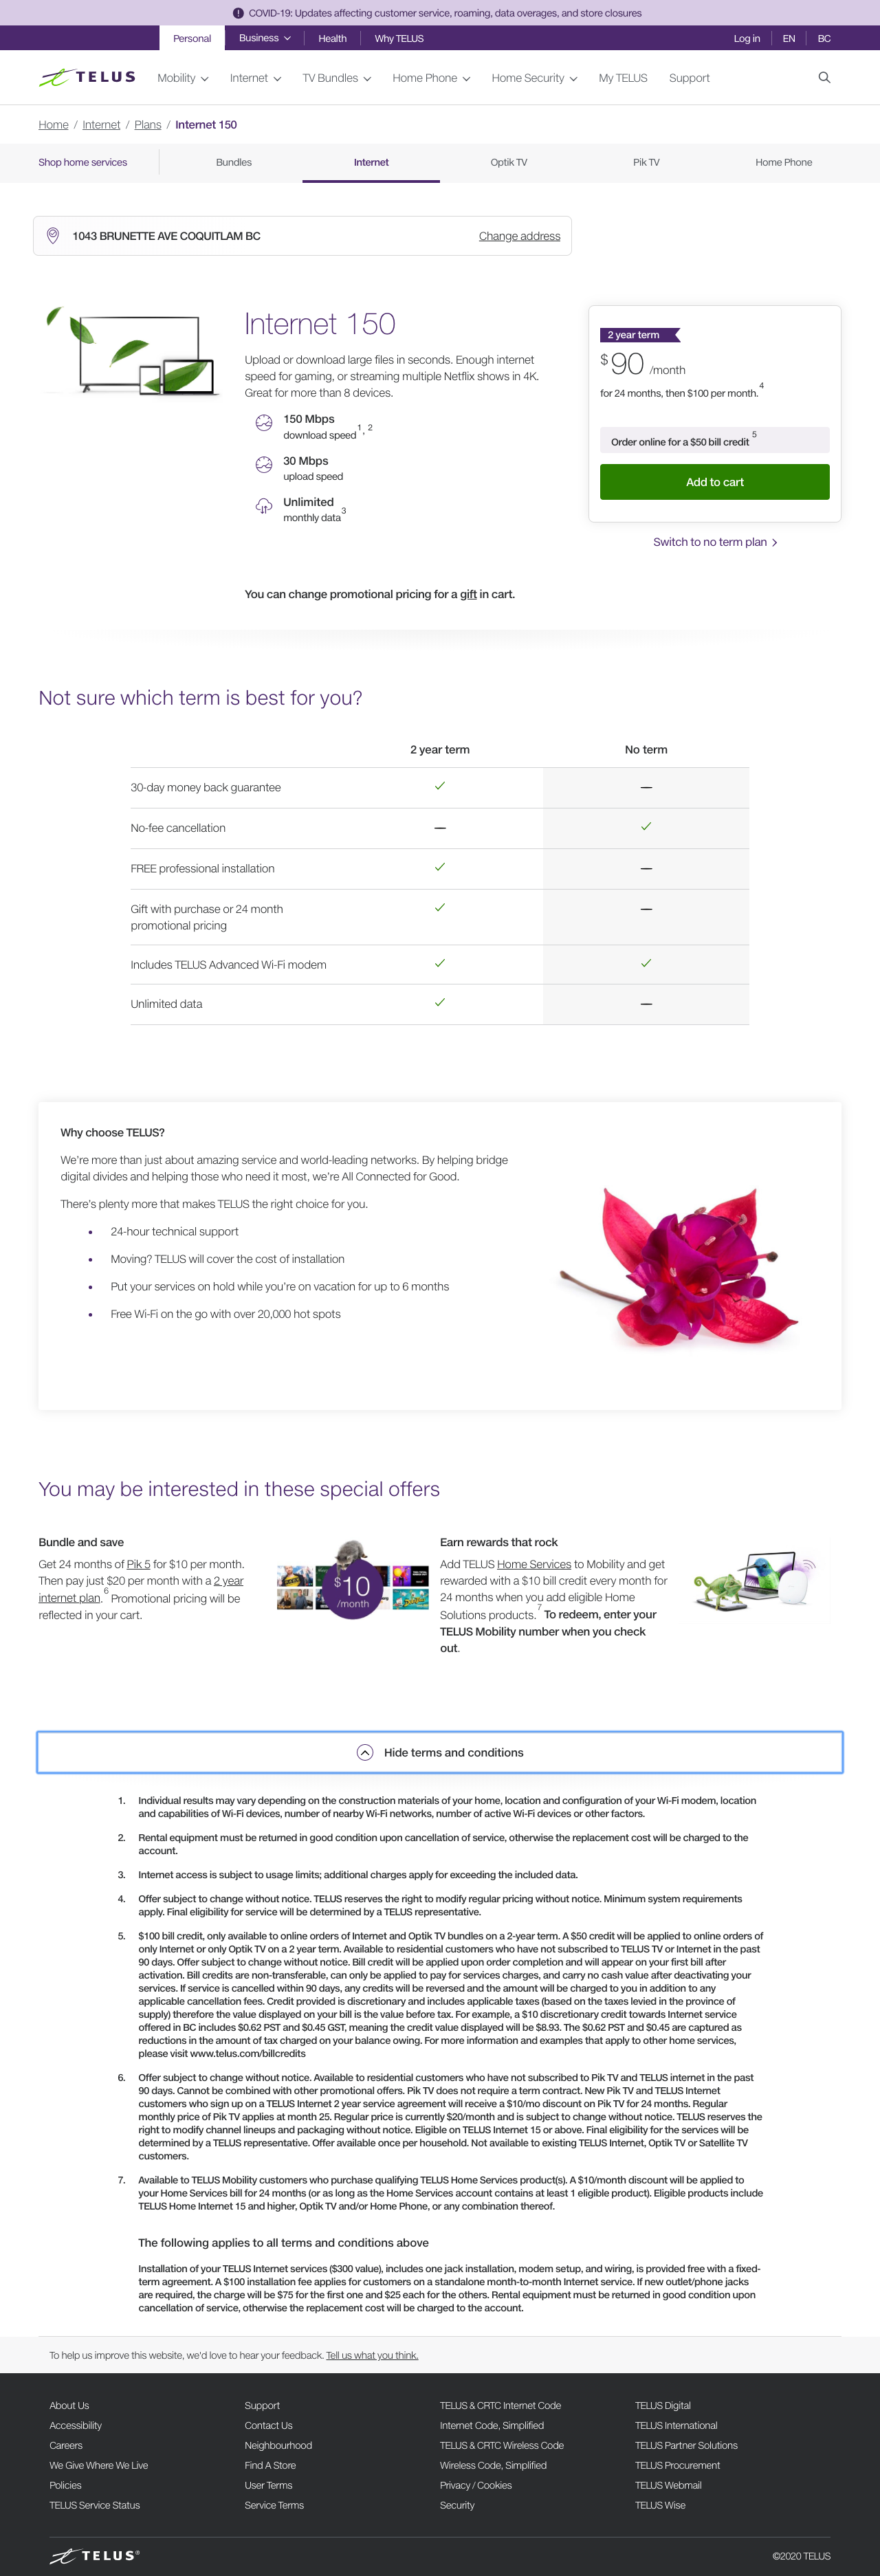 COVID-19: Updates affecting customer service, roaming, data overages, and store closures
Personal Business Health Why TELUS Log in EN BC
TELUS Mobility Internet TV Bundles Home Phone Home Security My TELUS Support
Home / Internet / Plans / Internet 150
Shop home services Bundles Internet Optik TV Pik TV Home Phone
1043 BRUNETTE AVE COQUITLAM BC Change address
Internet 150
Upload or download large files in seconds. Enough internet
speed for gaming, or streaming multiple Netflix shows in 4K.
Great for more than 8 devices.
150 Mbps
download speed 1, 2
30 Mbps
upload speed
Unlimited
monthly data 3
You can change promotional pricing for a gift in cart.
2 year term
$90 /month
for 24 months, then $100 per month. 4
Order online for a $50 bill credit 5
Add to cart
Switch to no term plan
Not sure which term is best for you?
2 year term No term
30-day money back guarantee ✓ —
No-fee cancellation — ✓
FREE professional installation ✓ —
Gift with purchase or 24 month ✓ —
promotional pricing
Includes TELUS Advanced Wi-Fi modem ✓ ✓
Unlimited data ✓ —
Why choose TELUS?
We're more than just about amazing service and world-leading networks. By helping bridge
digital divides and helping those who need it most, we're All Connected for Good.
There's plenty more that makes TELUS the right choice for you.
• 24-hour technical support
• Moving? TELUS will cover the cost of installation
• Put your services on hold while you're on vacation for up to 6 months
• Free Wi-Fi on the go with over 20,000 hot spots
You may be interested in these special offers
Bundle and save
Get 24 months of Pik 5 for $10 per month.
Then pay just $20 per month with a 2 year
internet plan. 6 Promotional pricing will be
reflected in your cart.
$10
/month
Earn rewards that rock
Add TELUS Home Services to Mobility and get
rewarded with a $10 bill credit every month for
24 months when you add eligible Home
Solutions products. 7 To redeem, enter your
TELUS Mobility number when you check
out.
Hide terms and conditions
1. Individual results may vary depending on the construction materials of your home, location and configuration of your Wi-Fi modem, location
and capabilities of Wi-Fi devices, number of nearby Wi-Fi networks, number of active Wi-Fi devices or other factors.
2. Rental equipment must be returned in good condition upon cancellation of service, otherwise the replacement cost will be charged to the
account.
3. Internet access is subject to usage limits; additional charges apply for exceeding the included data.
4. Offer subject to change without notice. TELUS reserves the right to modify regular pricing without notice. Minimum system requirements
apply. Final eligibility for service will be determined by a TELUS representative.
5. $100 bill credit, only available to online orders of Internet and Optik TV bundles on a 2-year term. A $50 credit will be applied to online orders of
only Internet or only Optik TV on a 2 year term. Available to residential customers who have not subscribed to TELUS TV or Internet in the past
90 days. Offer subject to change without notice. Bill credit will be applied upon order completion and will appear on your first bill after
activation. Bill credits are non-transferable, can only be applied to pay for services charges, and carry no cash value after deactivating your
services. If service is cancelled within 90 days, any credits will be reversed and the amount will be charged to you in addition to any
applicable cancellation fees. Credit provided is discretionary and includes applicable taxes (based on the taxes levied in the province of
supply) therefore the value displayed on your bill is the value before tax. For example, a $10 discretionary credit towards Internet service
offered in BC includes $0.62 PST and $0.45 GST, meaning the credit value displayed will be $8.93. The $0.62 PST and $0.45 are captured as
reductions in the amount of tax charged on your balance owing. For more information and examples that apply to other home services,
please visit www.telus.com/billcredits
6. Offer subject to change without notice. Available to residential customers who have not subscribed to Pik TV and TELUS internet in the past
90 days. Cannot be combined with other promotional offers. Pik TV does not require a term contract. New Pik TV and TELUS Internet
customers who sign up on a TELUS Internet 2 year service agreement will receive a $10/mo discount on Pik TV for 24 months. Regular
monthly price of Pik TV applies at month 25. Regular price is currently $20/month and is subject to change without notice. TELUS reserves the
right to modify channel lineups and packaging without notice. Eligible on TELUS Internet 15 or above. Final eligibility for the services will be
determined by a TELUS representative. Offer available once per household. Not available to existing TELUS Internet, Optik TV or Satellite TV
customers.
7. Available to TELUS Mobility customers who purchase qualifying TELUS Home Services product(s). A $10/month discount will be applied to
your Home Services bill for 24 months (or as long as the Home Services account contains at least 1 eligible product). Eligible products include
TELUS Home Internet 15 and higher, Optik TV and/or Home Phone, or any combination thereof.
The following applies to all terms and conditions above
Installation of your TELUS Internet services ($300 value), includes one jack installation, modem setup, and wiring, is provided free with a fixed-
term agreement. A $100 installation fee applies for customers on a standalone month-to-month Internet service. If new outlet/phone jacks
are required, the charge will be $75 for the first one and $25 each for the others. Rental equipment must be returned in good condition upon
cancellation of service, otherwise the replacement cost will be charged to the account.
To help us improve this website, we'd love to hear your feedback. Tell us what you think.
About Us Support TELUS & CRTC Internet Code TELUS Digital
Accessibility Contact Us Internet Code, Simplified TELUS International
Careers Neighbourhood TELUS & CRTC Wireless Code TELUS Partner Solutions
We Give Where We Live Find A Store Wireless Code, Simplified TELUS Procurement
Policies User Terms Privacy / Cookies TELUS Webmail
TELUS Service Status Service Terms Security TELUS Wise
TELUS® ©2020 TELUS